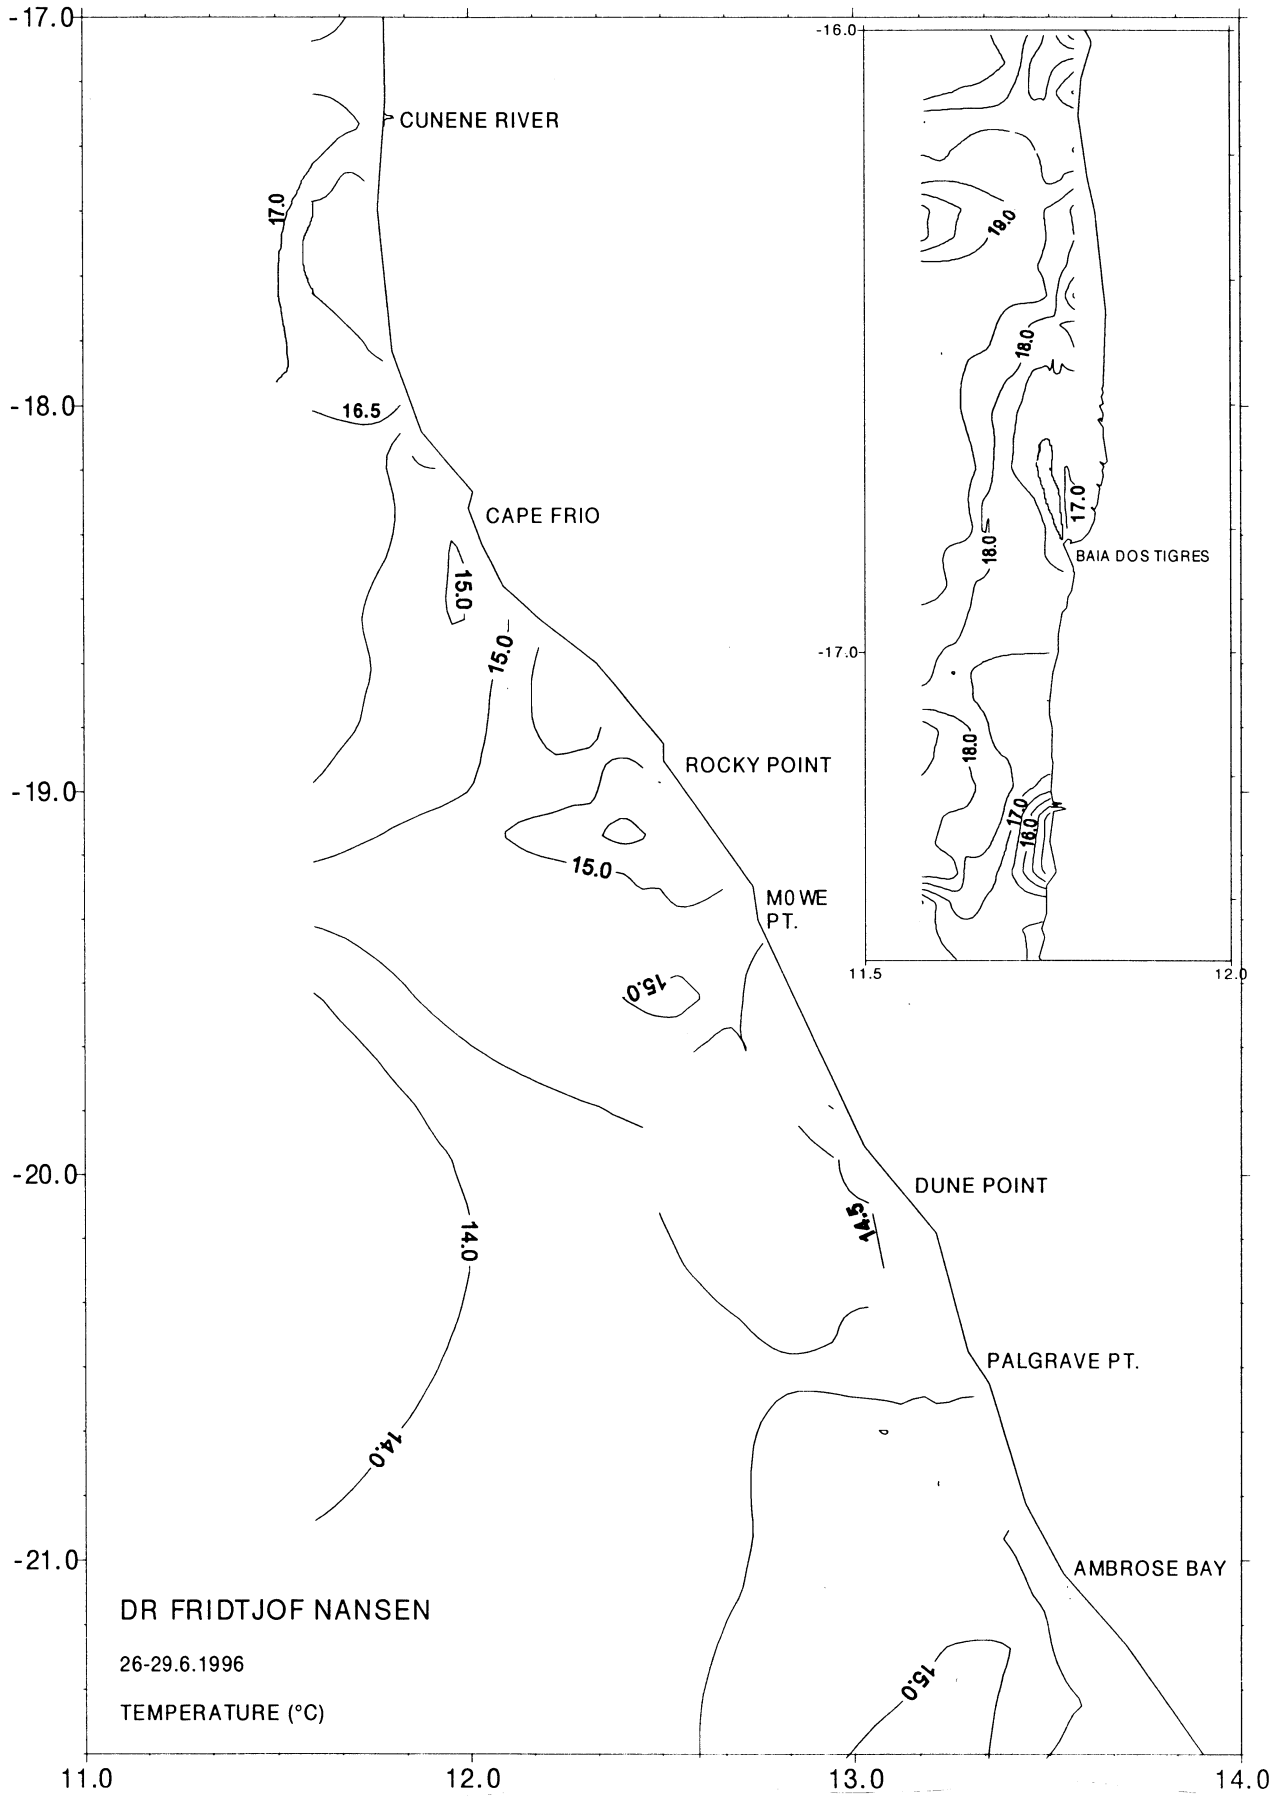 -17.0
-16.0
CUNENE RIVER
17.0
19.0
18.0
-18.0
16.5
17.0
CAPE FRIO
18.0
BAIA DOS TIGRES
15.0
15.0
-17.0
18.0
ROCKY POINT
-19.0
17.0
16.0
15.0
M0WE
PT.
11.5
12.0
15.0
-20.0
DUNE POINT
14.5
14.0
PALGRAVE PT.
14.0
-21.0
AMBROSE BAY
DR FRIDTJOF NANSEN
26-29.6.1996
15.0
TEMPERATURE (°C)
11.0
12.0
13.0
14.0